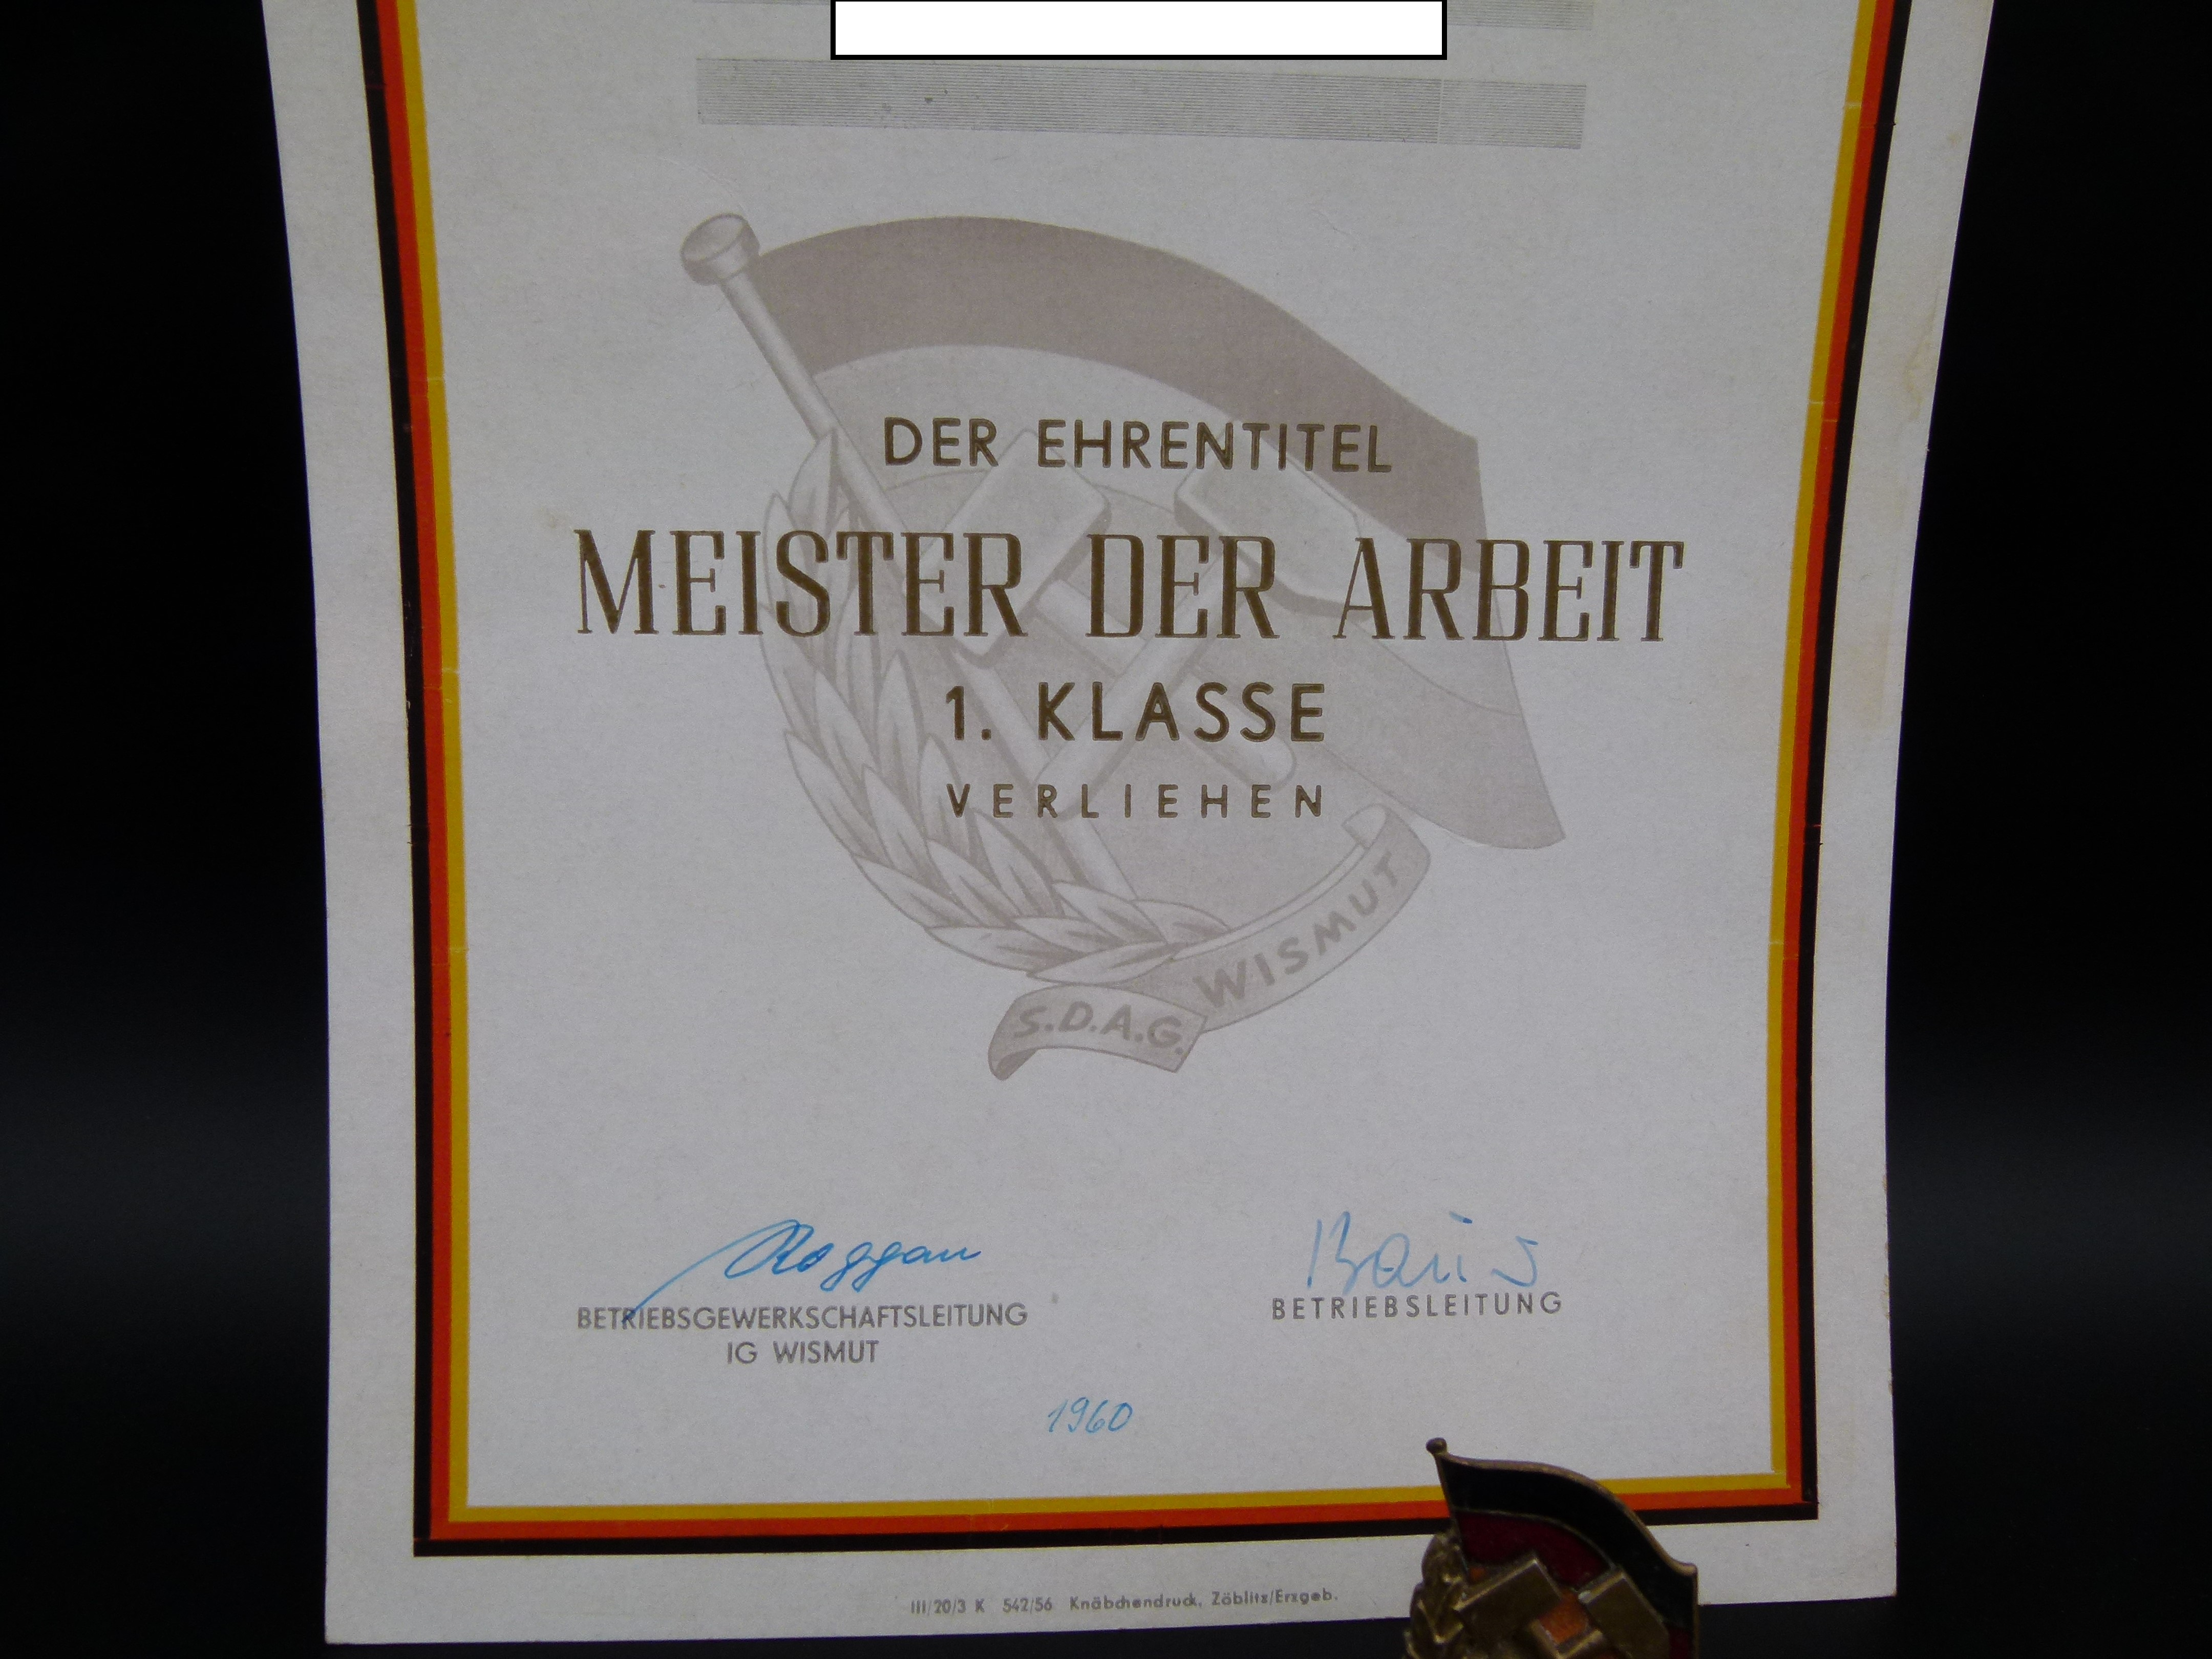 DER EHRENTITEL
MEISTER DER ARBEIT
1. KLASSE
VERLIEHEN
S.D.A.G. WISMUT
Roggan
BETRIEBSGEWERKSCHAFTSLEITUNG
IG WISMUT
BETRIEBSLEITUNG
1960
III/20/3 K 542/56 Knäbchendruck, Zöblitz/Erzgeb.